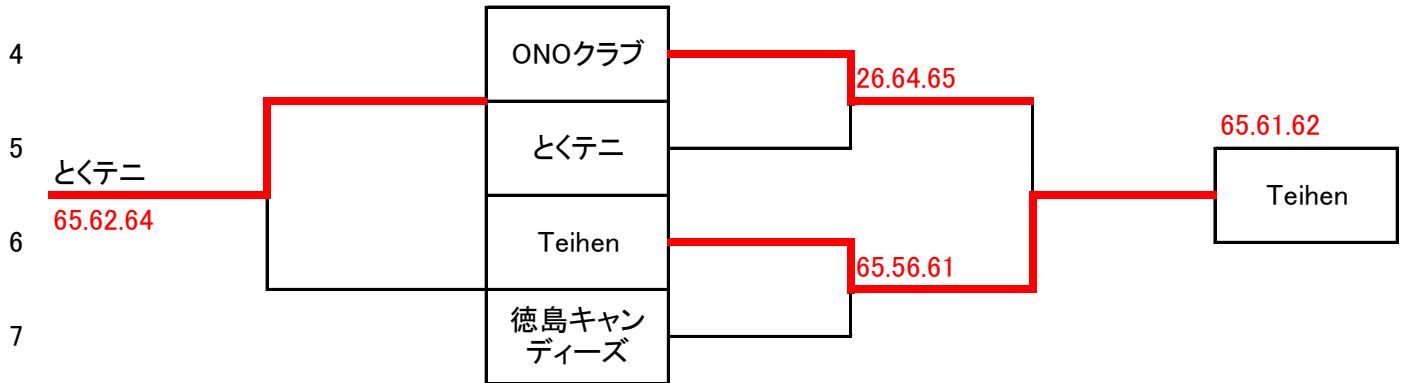 4
ONOクラブ
26.64.65
65.61.62
5
とくテニ
とくテニ
Teihen
65.62.64
6
Teihen
65.56.61
7
徳島キャン
ディーズ